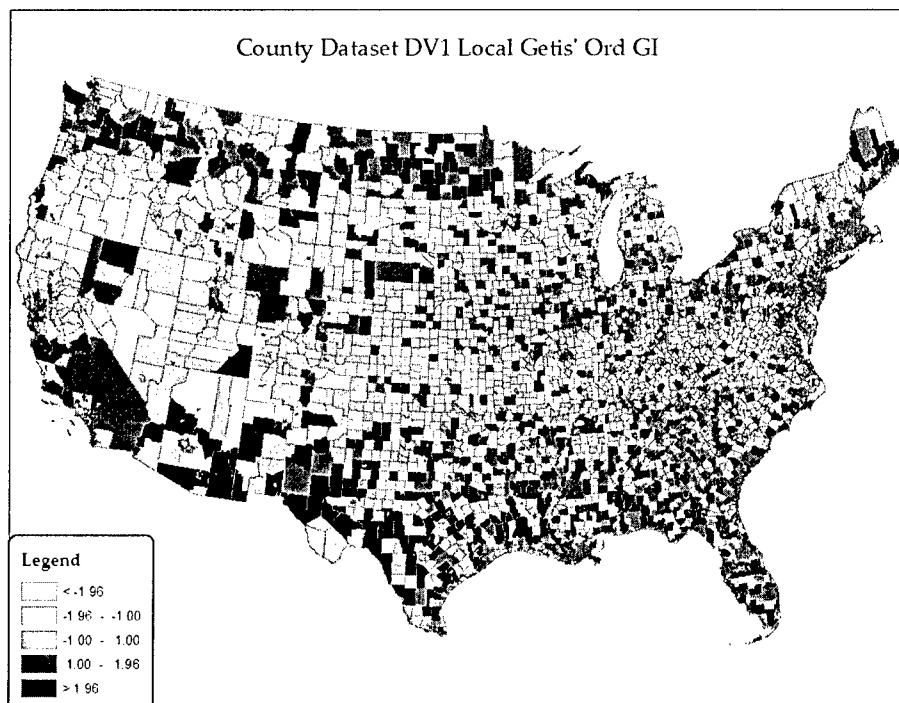 County Dataset DV1 Local Getis' Ord GI
Legend
< -1.96
-1.96 - -1.00
-1.00 - 1.00
1.00 - 1.96
> 1.96